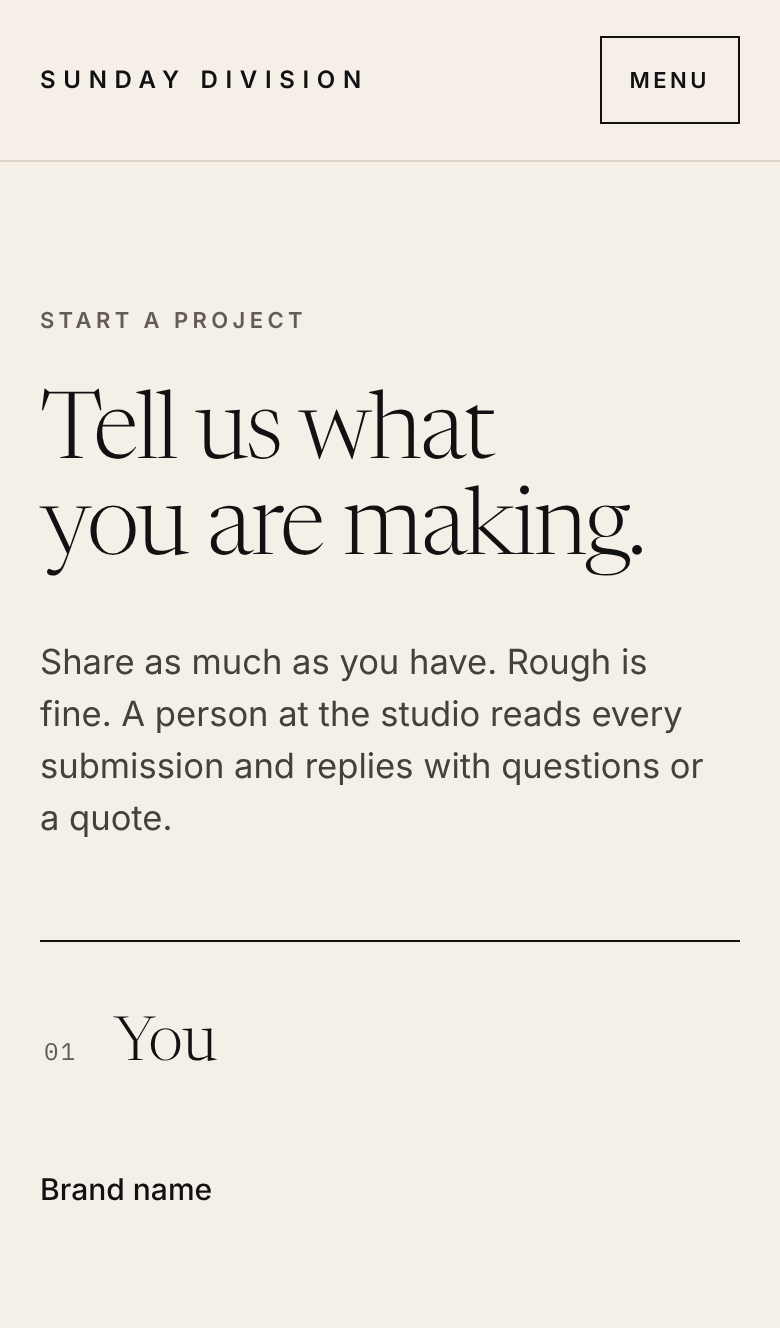 SUNDAY DIVISION
MENU
START A PROJECT
Tell us what
you are making.
Share as much as you have. Rough is
fine. A person at the studio reads every
submission and replies with questions or
a quote.
01 You
Brand name